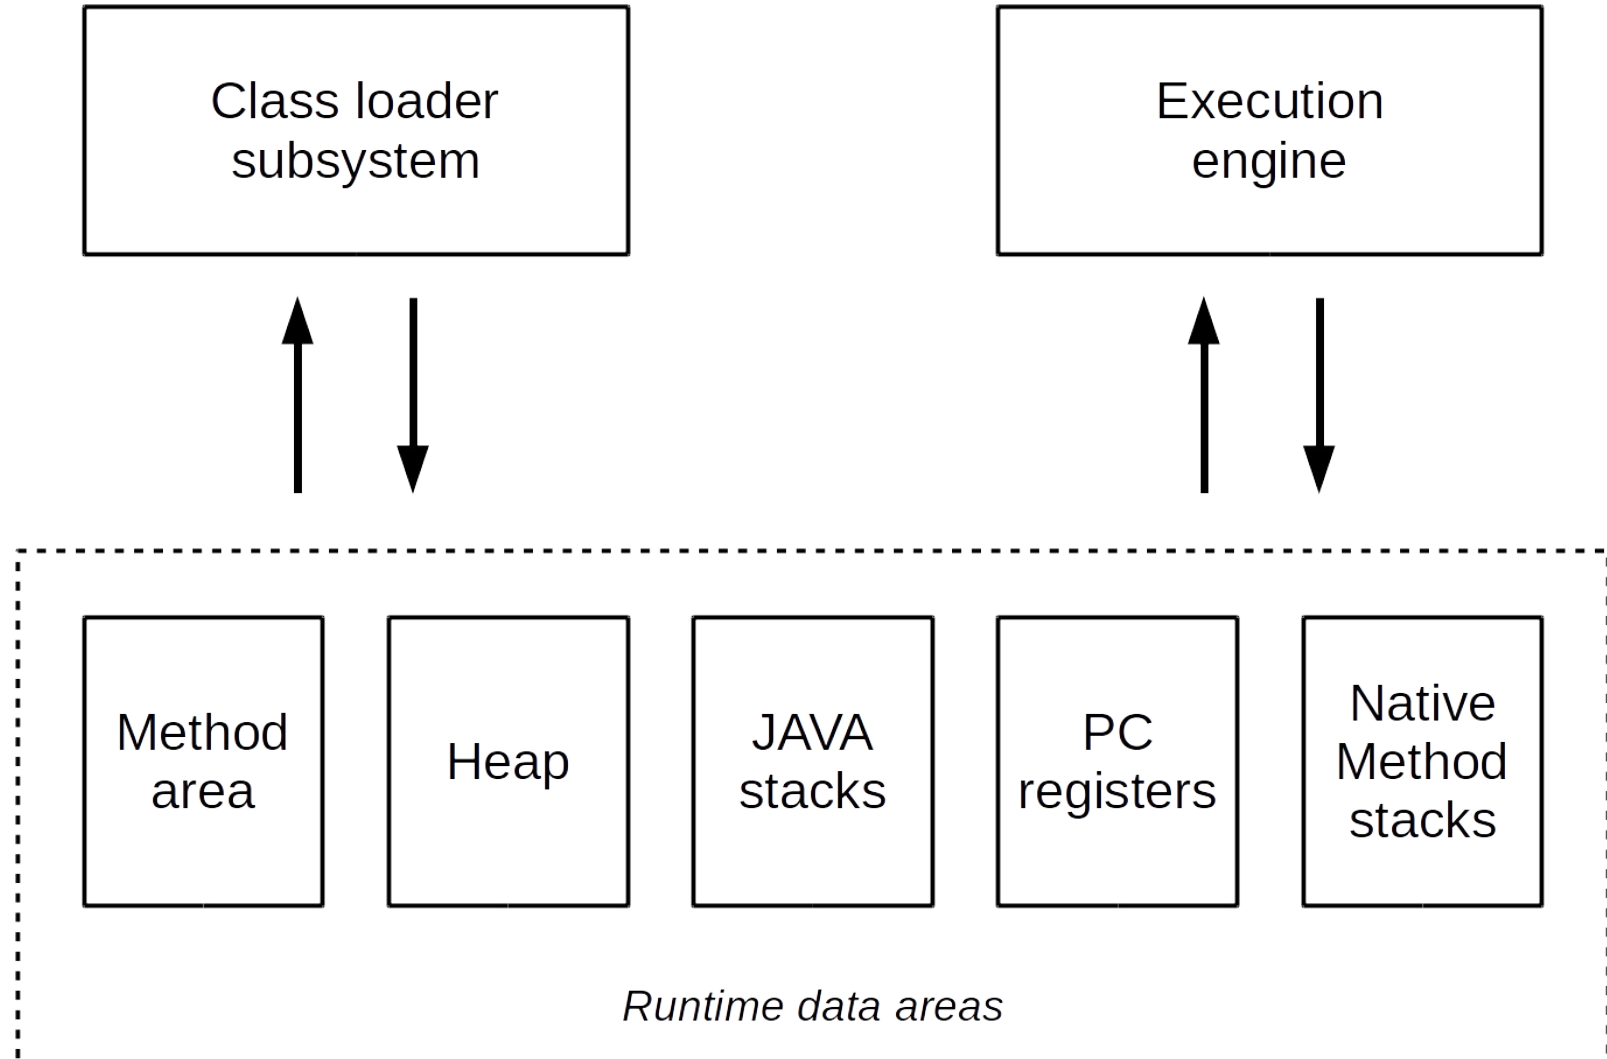 Class loader
subsystem
Execution
engine
Method
area
Heap
JAVA
stacks
PC
registers
Native
Method
stacks
Runtime data areas